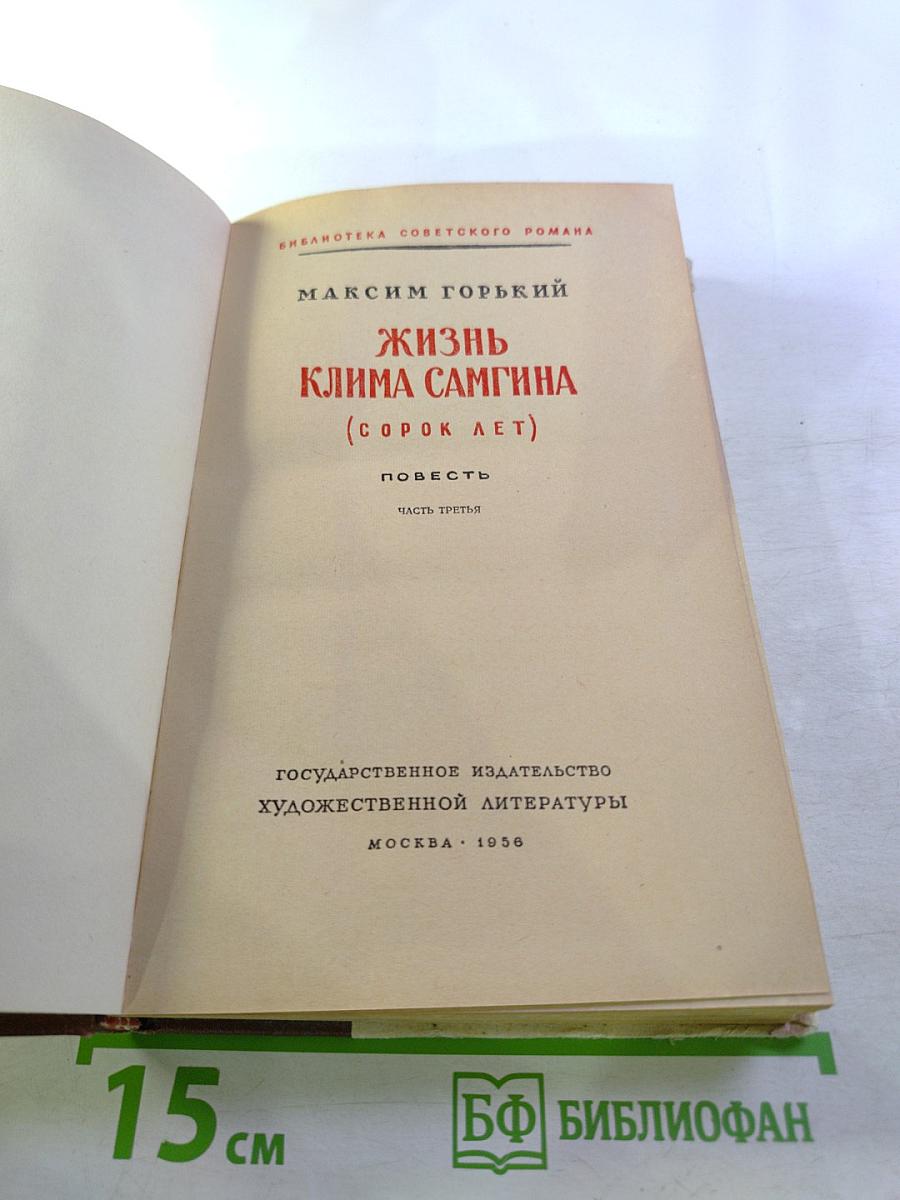 БИБЛИОТЕКА СОВЕТСКОГО РОМАНА
МАКСИМ ГОРЬКИЙ
ЖИЗНЬ
КЛИМА САМГИНА
(СОРОК ЛЕТ)
ПОВЕСТЬ
ЧАСТЬ ТРЕТЬЯ
ГОСУДАРСТВЕННОЕ ИЗДАТЕЛЬСТВО
ХУДОЖЕСТВЕННОЙ ЛИТЕРАТУРЫ
МОСКВА · 1956
15 см
БФ БИБЛИОФАН